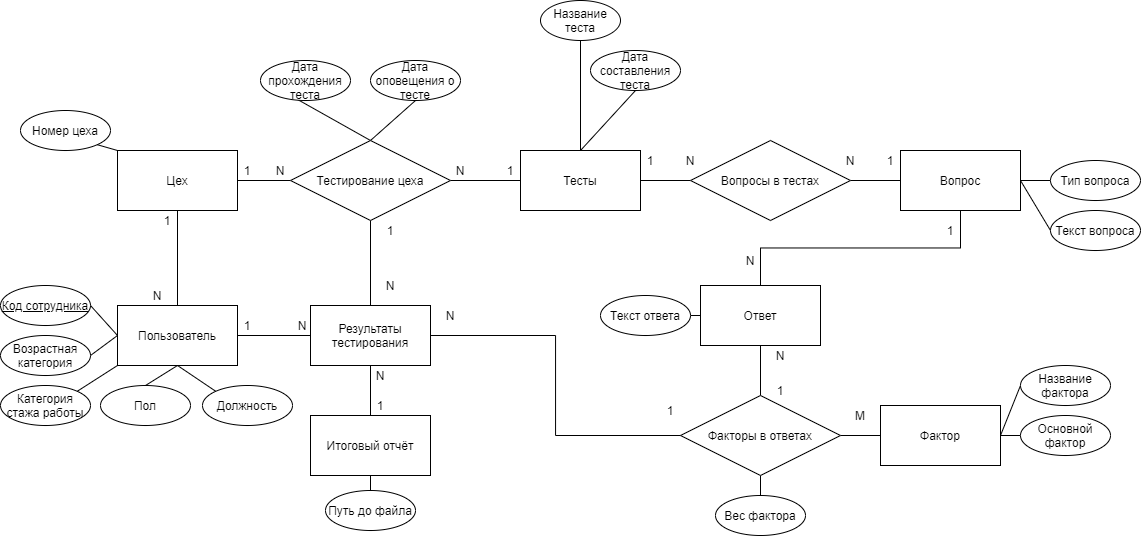 Название
теста
Дата
составления
теста
Дата
прохождения
теста
Дата
оповещения о
тесте
Номер цеха
Цех
1
N
Тестирование цеха
N
1
Тесты
1
N
Вопросы в тестах
N
1
Вопрос
Тип вопроса
Текст вопроса
1
1
1
N
N
N
Код сотрудника
Возрастная
категория
Категория
стажа работы
Пол
Должность
Пользователь
1
N
Результаты
тестирования
N
Текст ответа
Ответ
N
1
N
1
Итоговый отчёт
Путь до файла
1
Факторы в ответах
M
Фактор
Название
фактора
Основной
фактор
Вес фактора